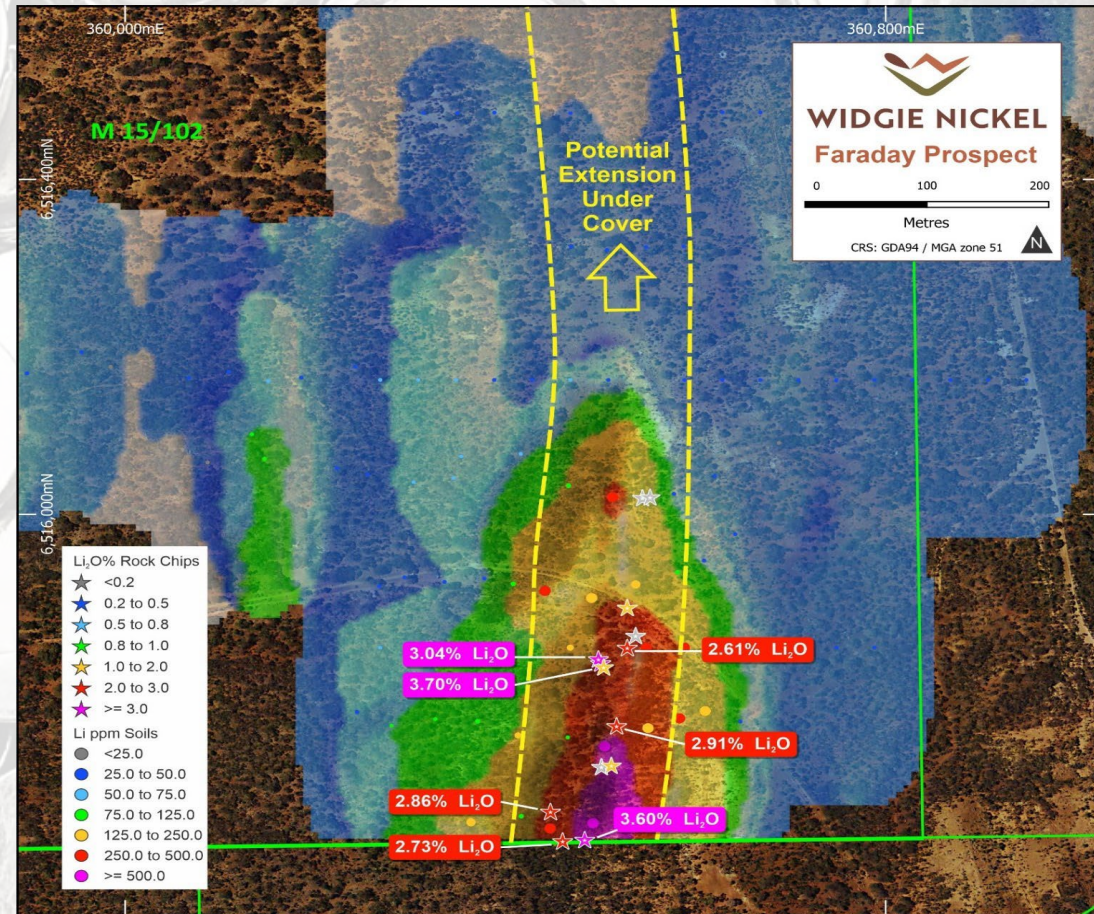 360,000mE
360,800mE
M 15/102
6,516,400mN
6,516,000mN
Potential
Extension
Under
Cover
WIDGIE NICKEL
Faraday Prospect
0 100 200
Metres
CRS: GDA94 / MGA zone 51
N
Li₂O% Rock Chips
<0.2
0.2 to 0.5
0.5 to 0.8
0.8 to 1.0
1.0 to 2.0
2.0 to 3.0
>= 3.0
Li ppm Soils
<25.0
25.0 to 50.0
50.0 to 75.0
75.0 to 125.0
125.0 to 250.0
250.0 to 500.0
>= 500.0
3.04% Li₂O
3.70% Li₂O
2.61% Li₂O
2.91% Li₂O
2.86% Li₂O
3.60% Li₂O
2.73% Li₂O